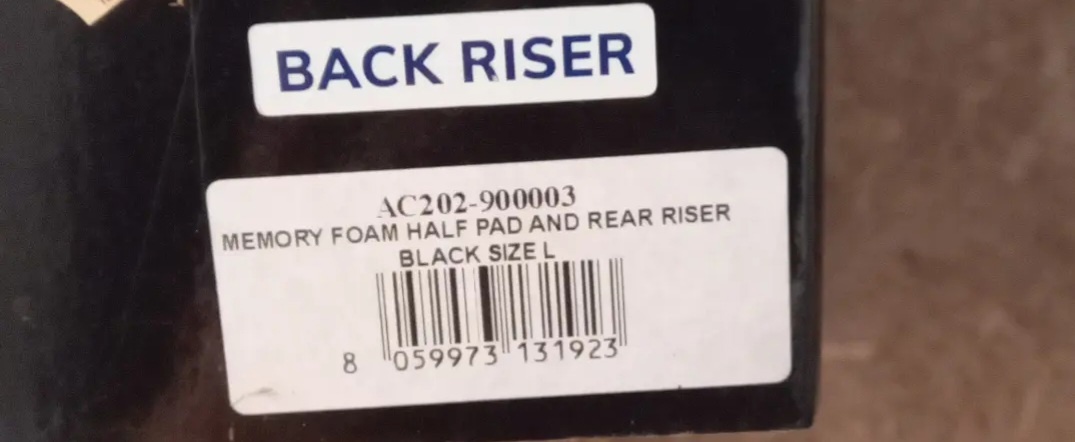 BACK RISER
AC202-900003
MEMORY FOAM HALF PAD AND REAR RISER
BLACK SIZE L
8 059973 131923